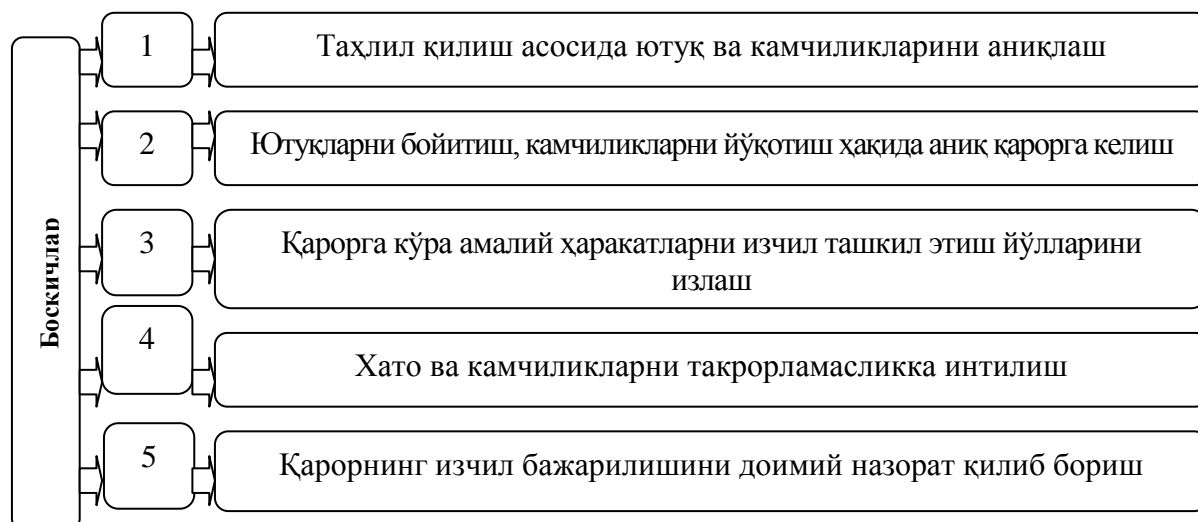 Боскичлар
1
Таҳлил қилиш асосида ютуқ ва камчиликларини аниқлаш
2
Ютуқларни бойитиш, камчиликларни йўқотиш ҳақида аниқ қарорга келиш
3
Қарорга кўра амалий ҳаракатларни изчил ташкил этиш йўлларини
излаш
4
Хато ва камчиликларни такрорламасликка интилиш
5
Қарорнинг изчил бажарилишини доимий назорат қилиб бориш